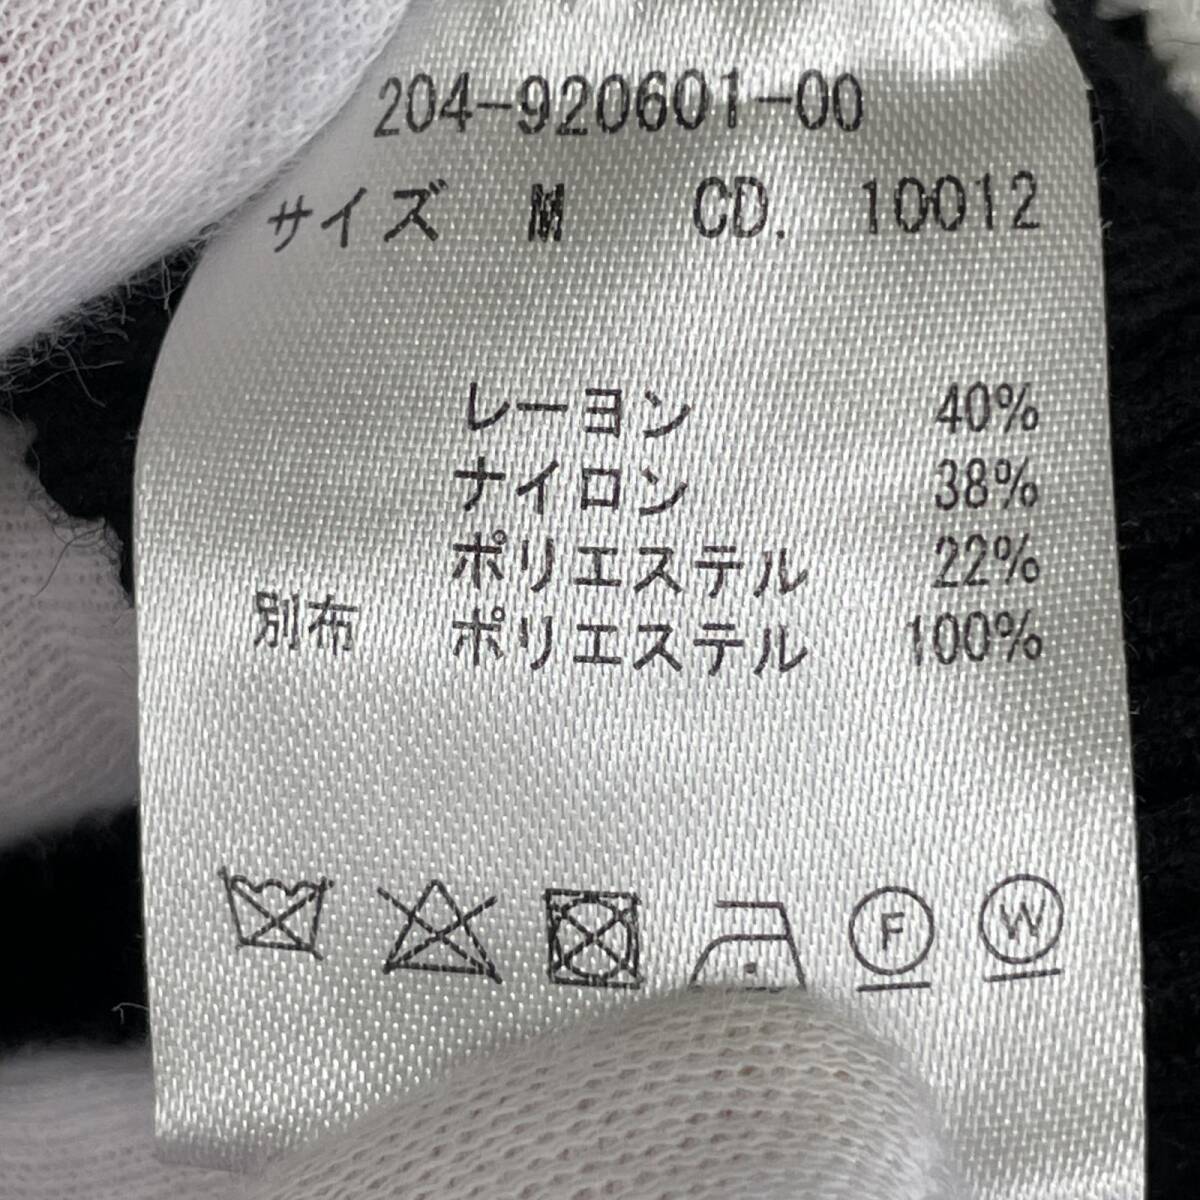 204-920601-00
サイズ M CD. 10012
レーヨン 40%
ナイロン 38%
ポリエステル 22%
別布 ポリエステル 100%
F W